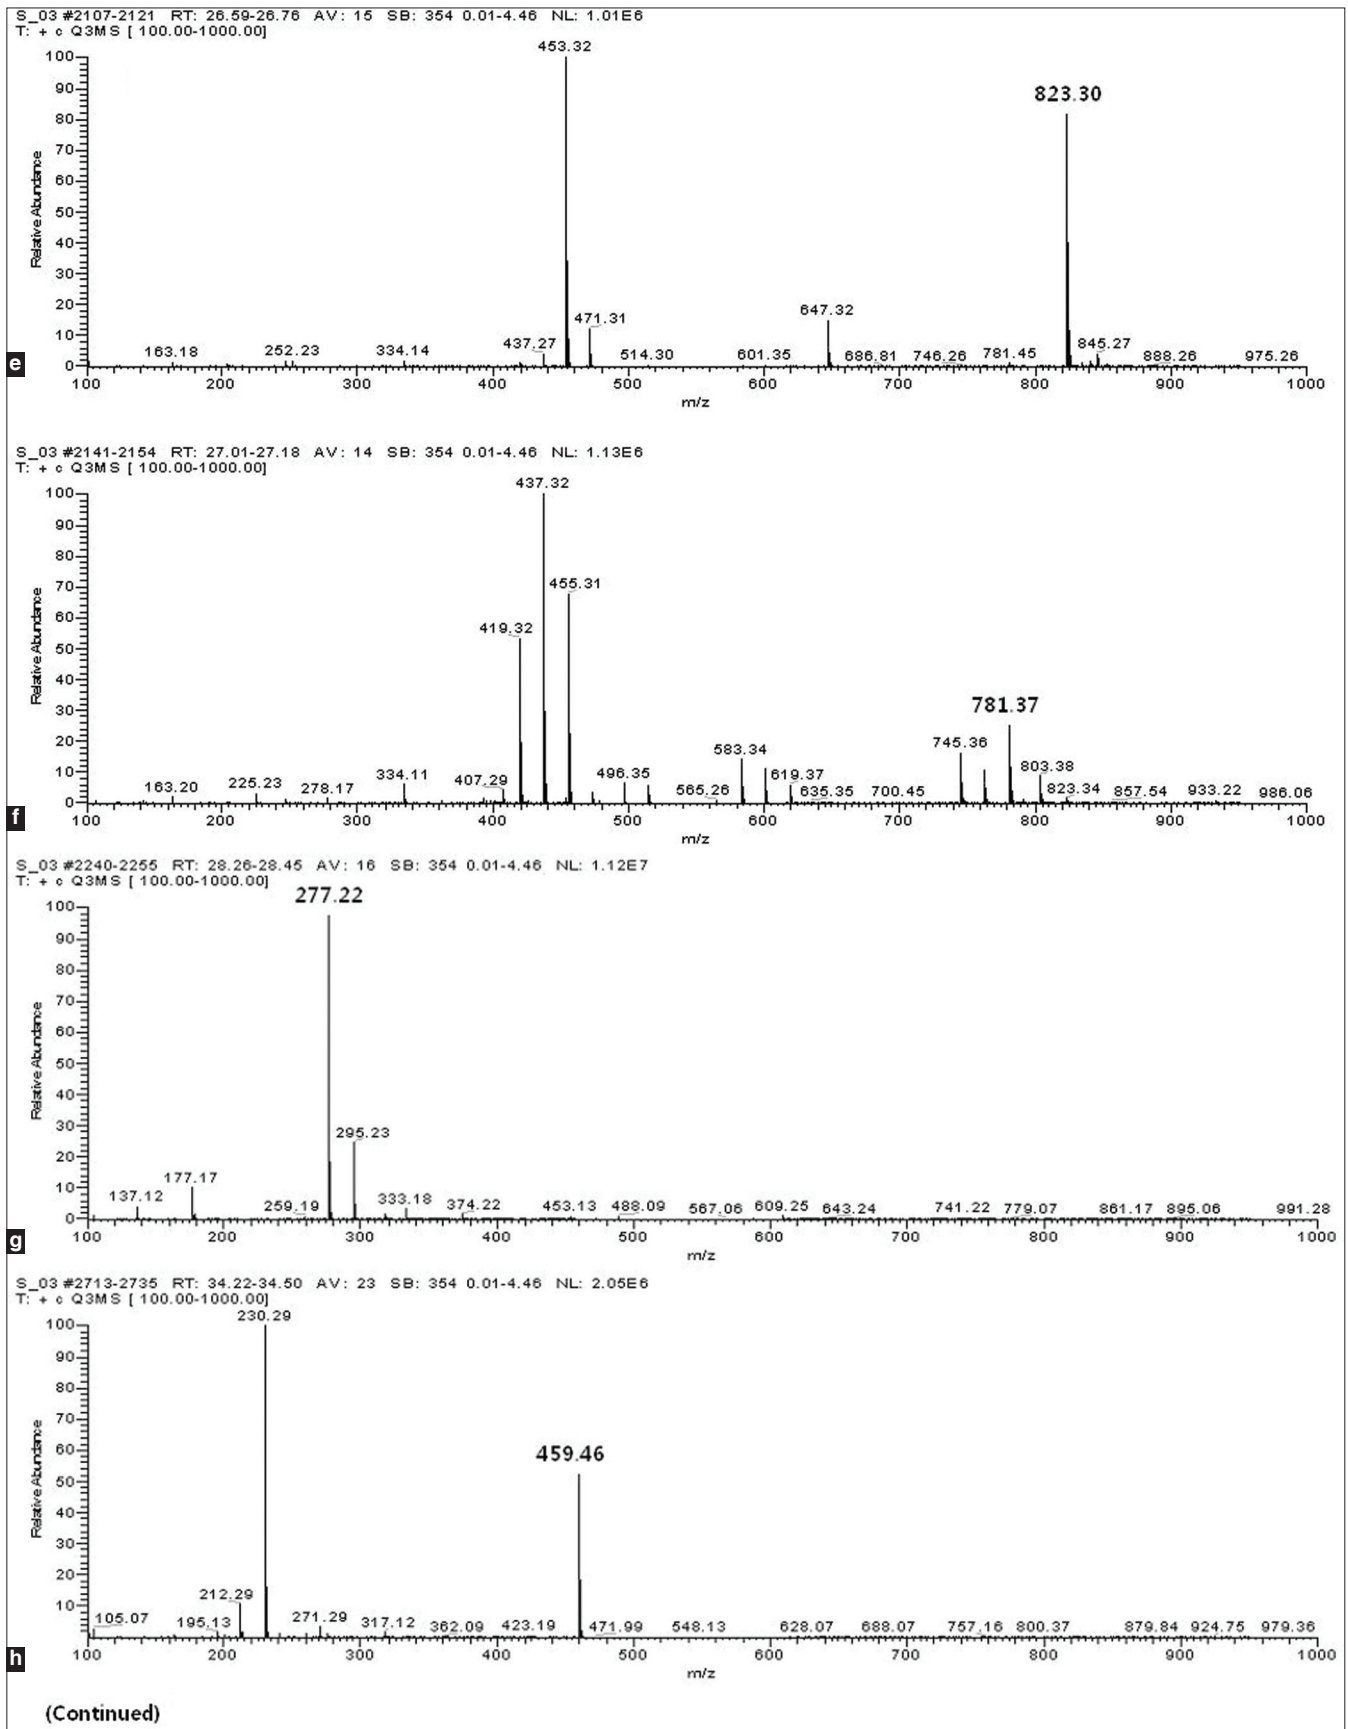 S_03 #2107-2121 RT: 26.59-26.76 AV: 15 SB: 354 0.01-4.46 NL: 1.01E6
T: + c Q3MS [ 100.00-1000.00]
453.32
823.30
647.32
471.31
437.27
163.18 252.23 334.14 514.30 601.35 686.81 746.26 781.45 845.27 888.26 975.26
100 90 80 70 60 50 40 30 20 10 0
Relative Abundance
100 200 300 400 500 600 700 800 900 1000
m/z
e
S_03 #2141-2154 RT: 27.01-27.18 AV: 14 SB: 354 0.01-4.46 NL: 1.13E6
T: + c Q3MS [ 100.00-1000.00]
437.32
455.31
419.32
781.37
745.36
583.34
803.38
619.37
496.35
163.20 225.23 278.17 334.11 407.29 565.26 635.35 700.45 823.34 857.54 933.22 986.06
100 90 80 70 60 50 40 30 20 10 0
Relative Abundance
100 200 300 400 500 600 700 800 900 1000
m/z
f
S_03 #2240-2255 RT: 28.26-28.45 AV: 16 SB: 354 0.01-4.46 NL: 1.12E7
T: + c Q3MS [ 100.00-1000.00]
277.22
295.23
177.17
137.12 259.19 333.18 374.22 453.13 488.09 567.06 609.25 643.24 741.22 779.07 861.17 895.06 991.28
100 90 80 70 60 50 40 30 20 10 0
Relative Abundance
100 200 300 400 500 600 700 800 900 1000
m/z
g
S_03 #2713-2735 RT: 34.22-34.50 AV: 23 SB: 354 0.01-4.46 NL: 2.05E6
T: + c Q3MS [ 100.00-1000.00]
230.29
459.46
212.29
105.07 195.13 271.29 317.12 362.09 423.19 471.99 548.13 628.07 688.07 757.16 800.37 879.84 924.75 979.36
100 90 80 70 60 50 40 30 20 10
Relative Abundance
100 200 300 400 500 600 700 800 900 1000
m/z
h
(Continued)